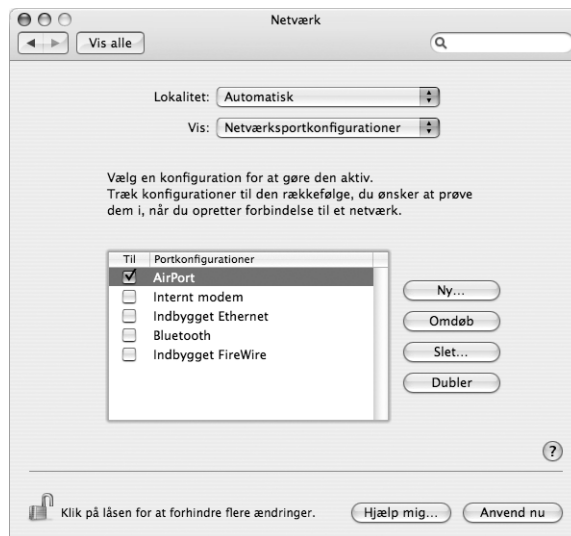 Netværk
Vis alle
Lokalitet: Automatisk
Vis: Netværksportkonfigurationer
Vælg en konfiguration for at gøre den aktiv.
Træk konfigurationer til den rækkefølge, du ønsker at prøve
dem i, når du opretter forbindelse til et netværk.
Til Portkonfigurationer
AirPort
Internt modem
Indbygget Ethernet
Bluetooth
Indbygget FireWire
Ny...
Omdøb
Slet...
Dubler
?
Klik på låsen for at forhindre flere ændringer.
Hjælp mig... Anvend nu